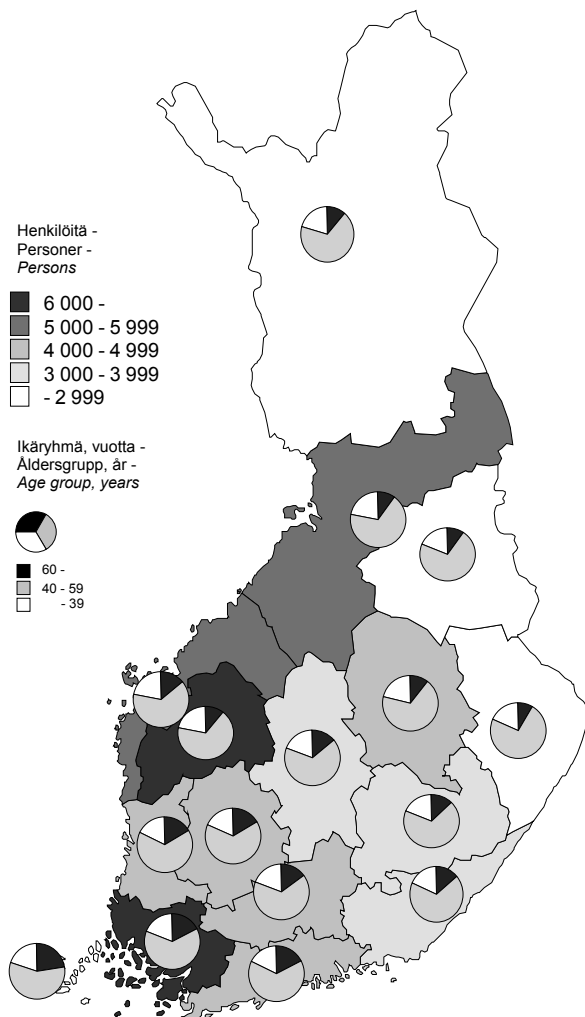 Henkilöitä -
Personer -
Persons
6 000 -
5 000 - 5 999
4 000 - 4 999
3 000 - 3 999
- 2 999
Ikäryhmä, vuotta -
Åldersgrupp, år -
Age group, years
60 -
40 - 59
- 39